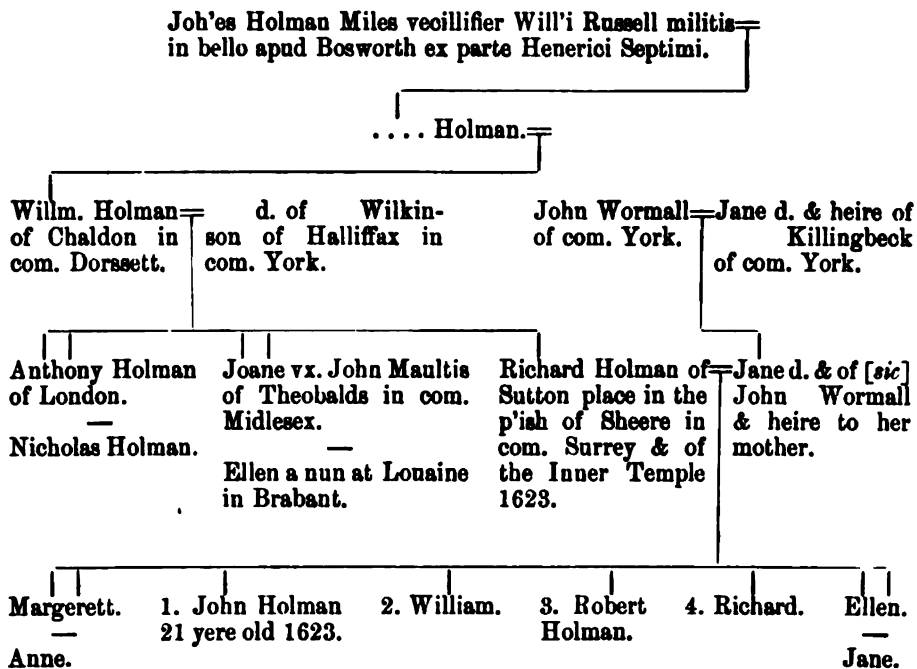 Joh'es Holman Miles vecillifier Will'i Russell militis
in bello apud Bosworth ex parte Henerici Septimi.
.... Holman.
Willm. Holman
of Chaldon in
com. Dorssett.
d. of Wilkin-
son of Halliffax in
com. York.
John Wormall
of com. York.
Jane d. & heire of
Killingbeck
of com. York.
Anthony Holman
of London.
—
Nicholas Holman.
Joane vx. John Maultis
of Theobalds in com.
Midlesex.
—
Ellen a nun at Louaine
in Brabant.
Richard Holman of
Sutton place in the
p'ish of Sheere in
com. Surrey & of
the Inner Temple
1623.
Jane d. & of [sic]
John Wormall
& heire to her
mother.
Margerett.
—
Anne.
1. John Holman
21 yere old 1623.
2. William.
3. Robert
Holman.
4. Richard.
Ellen.
—
Jane.